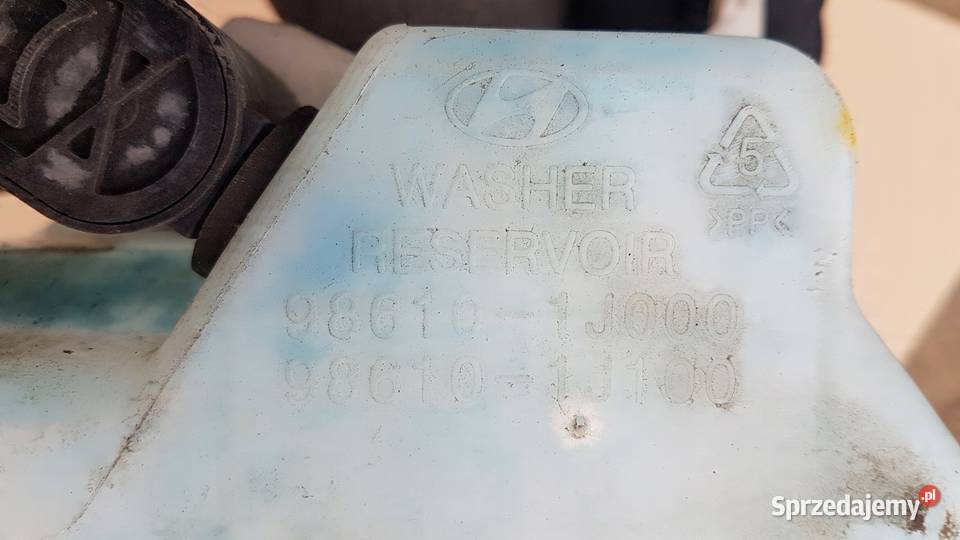 WASHER
RESERVOIR
98610-1J000
98610-1J100
5
>PP<
Sprzedajemy.pl